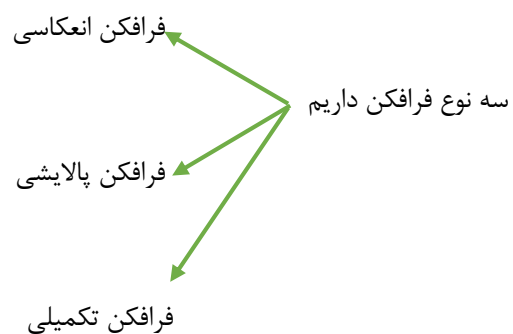 سه نوع فرافکن داریم
فرافکن انعکاسی
فرافکن پالایشی
فرافکن تکمیلی